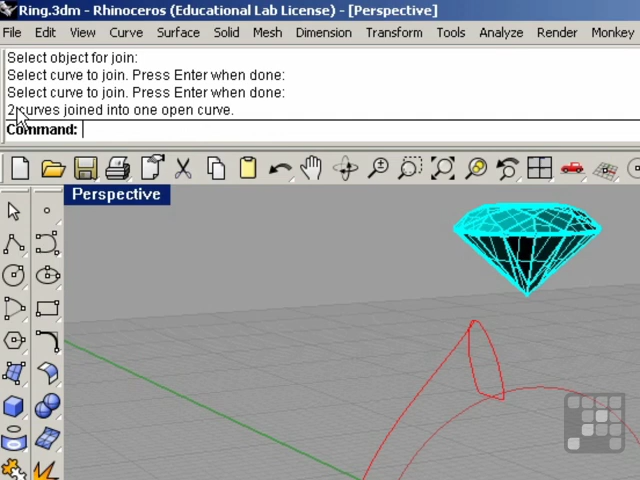 Ring.3dm - Rhinoceros (Educational Lab License) - [Perspective]
File Edit View Curve Surface Solid Mesh Dimension Transform Tools Analyze Render Monkey
Select object for join:
Select curve to join. Press Enter when done:
Select curve to join. Press Enter when done:
2 curves joined into one open curve.
Command:
Perspective